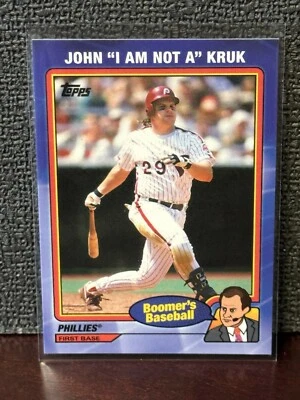 JOHN "I AM NOT A" KRUK
Topps
P
29
Boomer's
Baseball
PHILLIES®
FIRST BASE